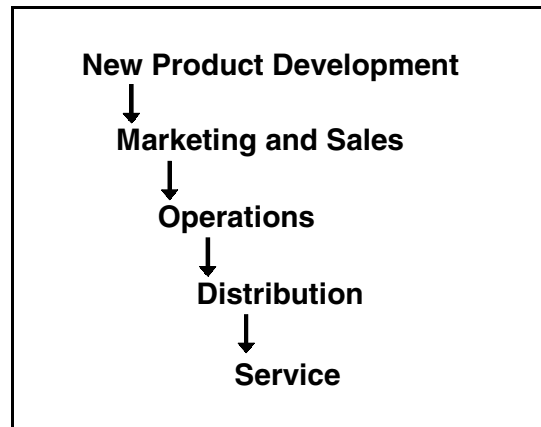 New Product Development
Marketing and Sales
Operations
Distribution
Service